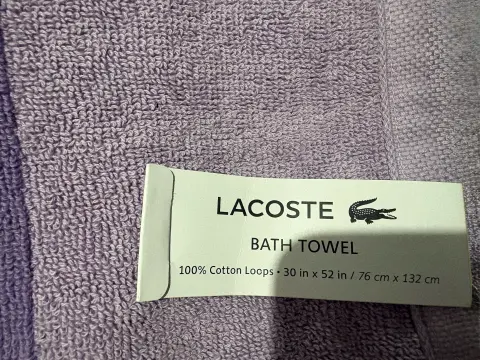 LACOSTE
BATH TOWEL
100% Cotton Loops • 30 in x 52 in / 76 cm x 132 cm